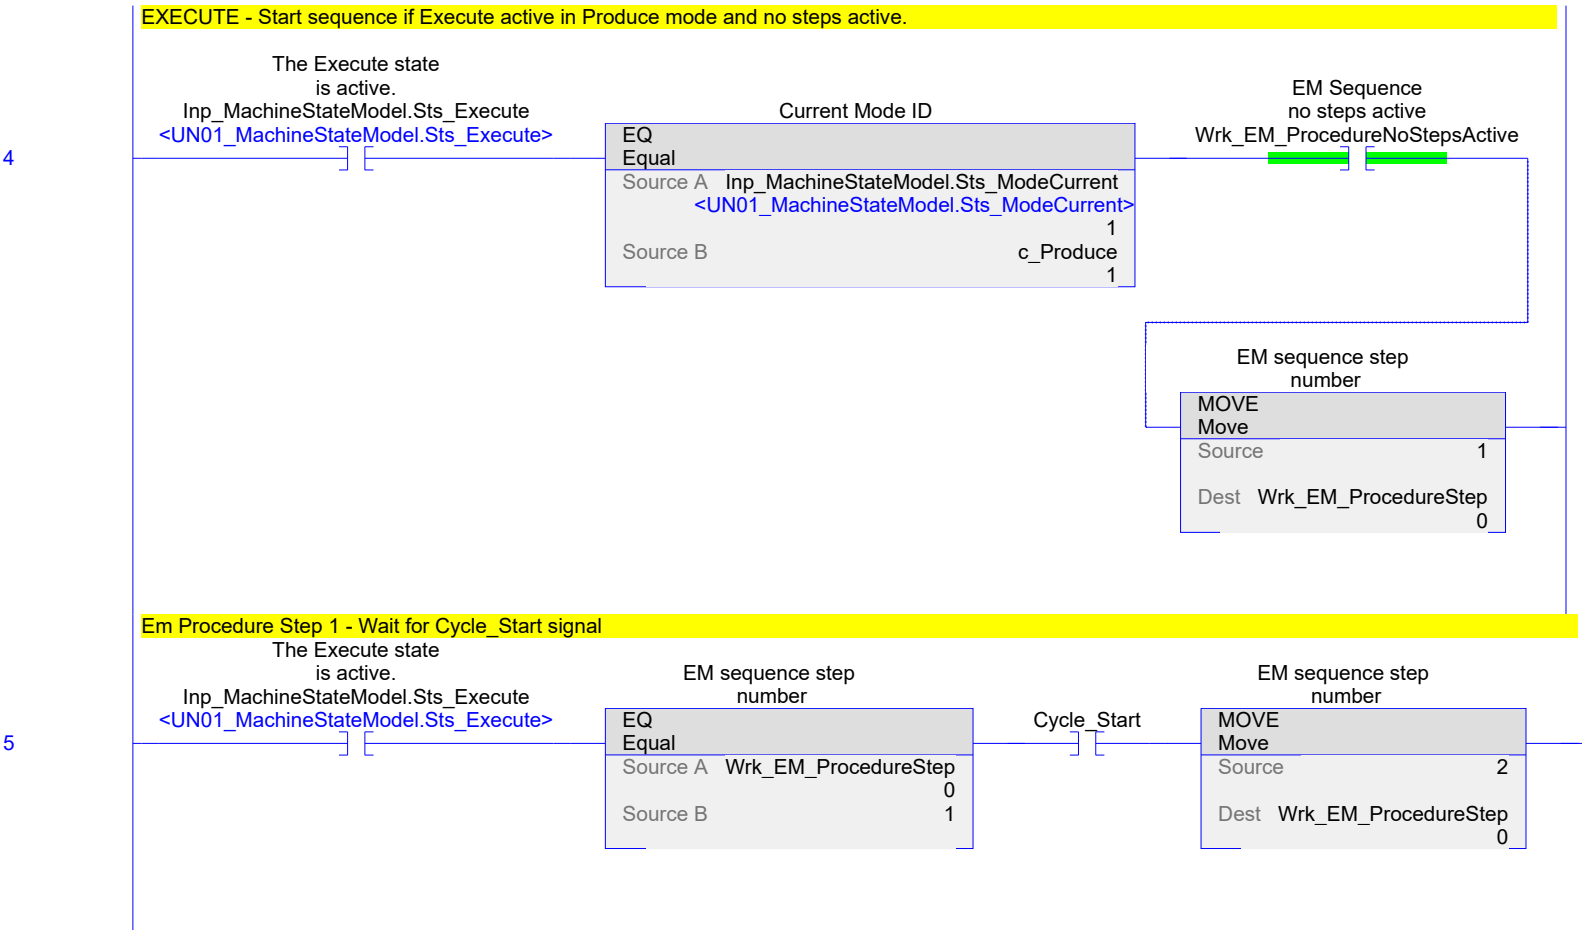 EXECUTE - Start sequence if Execute active in Produce mode and no steps active.
The Execute state
is active.
Inp_MachineStateModel.Sts_Execute
<UN01_MachineStateModel.Sts_Execute>
Current Mode ID
EQ
Equal
Source A Inp_MachineStateModel.Sts_ModeCurrent
<UN01_MachineStateModel.Sts_ModeCurrent>
1
Source B c_Produce
1
EM Sequence
no steps active
Wrk_EM_ProcedureNoStepsActive
4
EM sequence step
number
MOVE
Move
Source 1
Dest Wrk_EM_ProcedureStep
0
Em Procedure Step 1 - Wait for Cycle_Start signal
The Execute state
is active.
Inp_MachineStateModel.Sts_Execute
<UN01_MachineStateModel.Sts_Execute>
5
EM sequence step
number
EQ
Equal
Source A Wrk_EM_ProcedureStep
0
Source B 1
Cycle_Start
EM sequence step
number
MOVE
Move
Source 2
Dest Wrk_EM_ProcedureStep
0